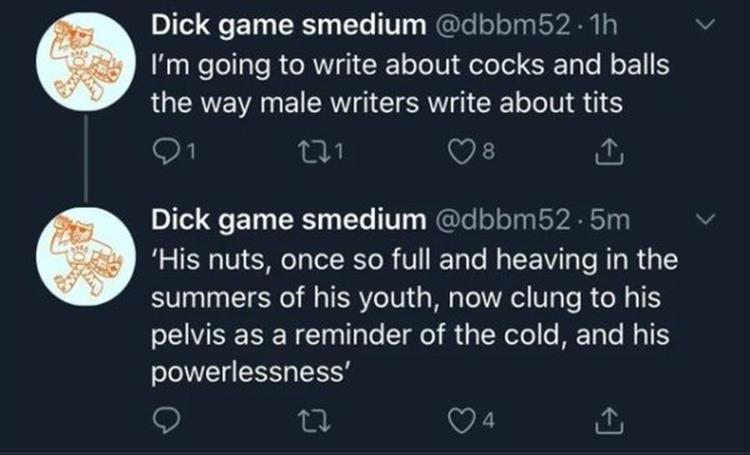 Dick game smedium @dbbm52 · 1h
I'm going to write about cocks and balls
the way male writers write about tits
1 1 8
Dick game smedium @dbbm52 · 5m
'His nuts, once so full and heaving in the
summers of his youth, now clung to his
pelvis as a reminder of the cold, and his
powerlessness'
4